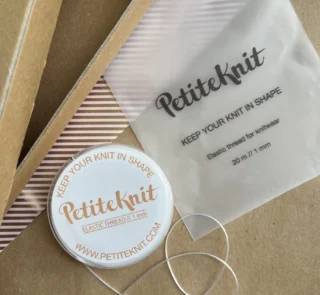 PetiteKnit
KEEP YOUR KNIT IN SHAPE
Elastic thread for knitwear
20 m // 1 mm
KEEP YOUR KNIT IN SHAPE
PetiteKnit
ELASTIC THREAD // 1 MM
WWW.PETITEKNIT.COM